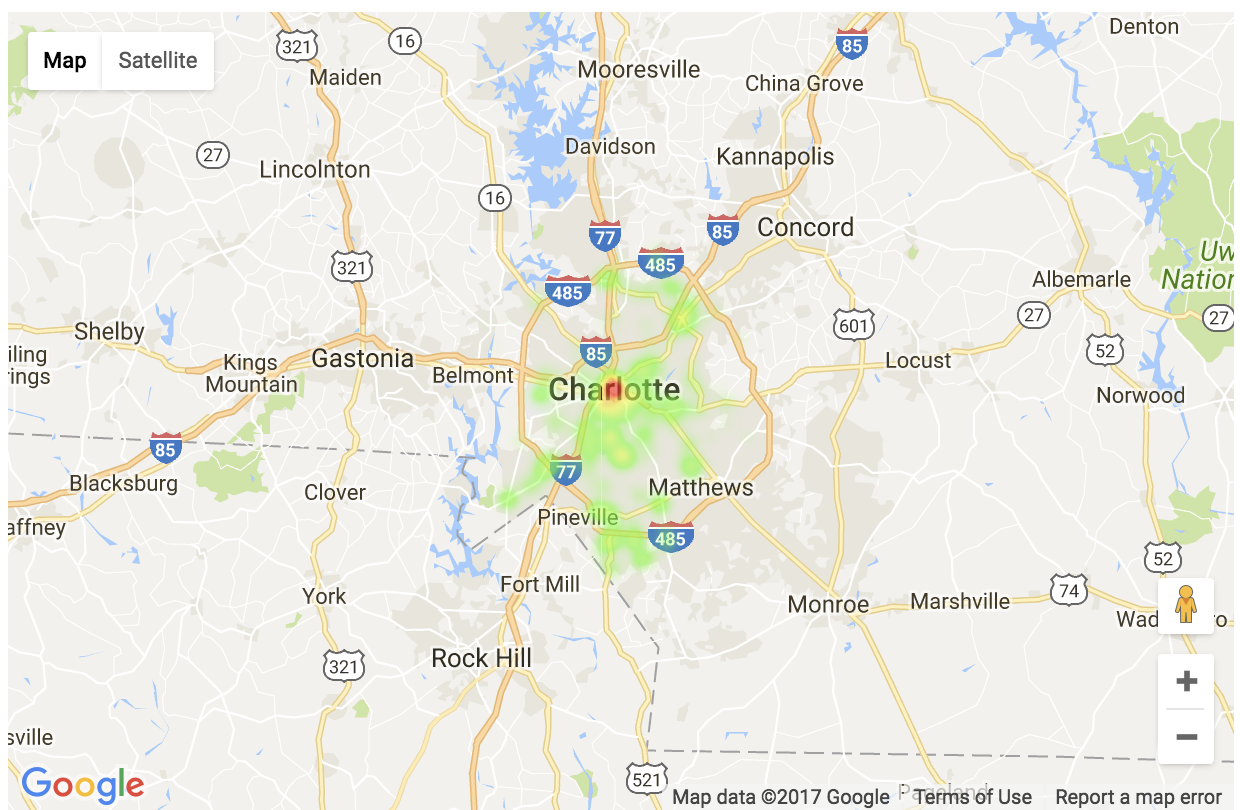 Denton
321
16
85
Map
Satellite
Mooresville
Maiden
China Grove
Davidson
27
Kannapolis
Lincolnton
16
Concord
77
85
Uw
321
485
Nation
Albemarle
485
27
27
Shelby
601
85
52
iling
rings
Kings
Mountain
Gastonia
Belmont
Locust
Charlotte
Norwood
85
77
Blacksburg
Clover
Matthews
affney
Pineville
485
52
Fort Mill
York
74
Monroe
Marshville
Wad
ro
Rock Hill
321
+
sville
−
Google
521
Map data ©2017 Google
Pageland
Terms of Use
Report a map error